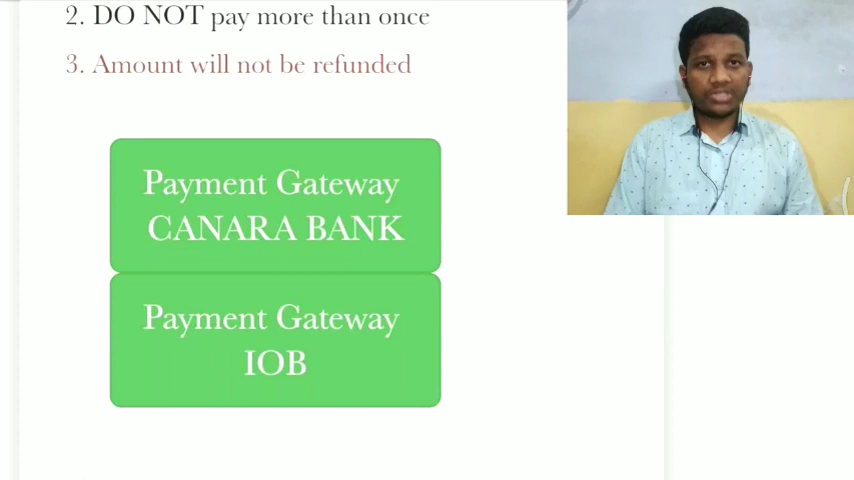 2. DO NOT pay more than once
3. Amount will not be refunded
Payment Gateway
CANARA BANK
Payment Gateway
IOB